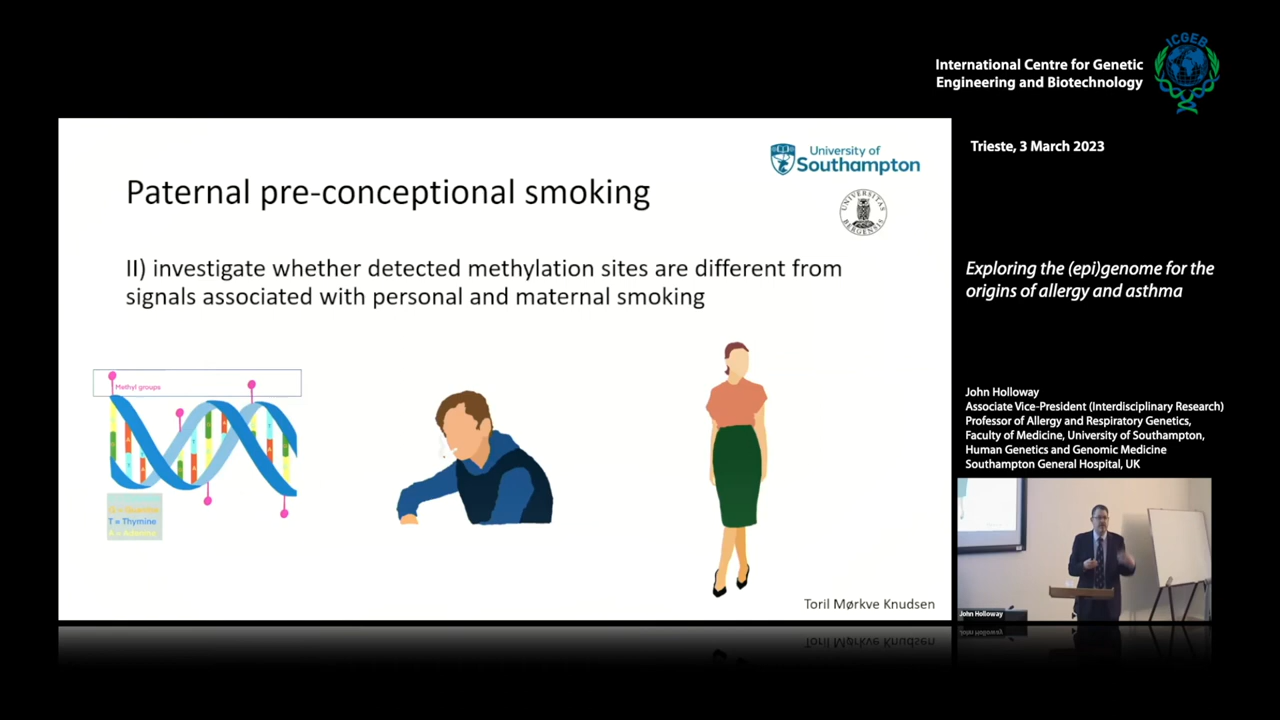 International Centre for Genetic
Engineering and Biotechnology
ICGEB
Trieste, 3 March 2023
University of
Southampton
UNIVERSITAS
BERGENSIS
Paternal pre-conceptional smoking
II) investigate whether detected methylation sites are different from
signals associated with personal and maternal smoking
Methyl groups
T = Thymine
Toril Mørkve Knudsen
Exploring the (epi)genome for the
origins of allergy and asthma
John Holloway
Associate Vice-President (Interdisciplinary Research)
Professor of Allergy and Respiratory Genetics,
Faculty of Medicine, University of Southampton,
Human Genetics and Genomic Medicine
Southampton General Hospital, UK
John Holloway